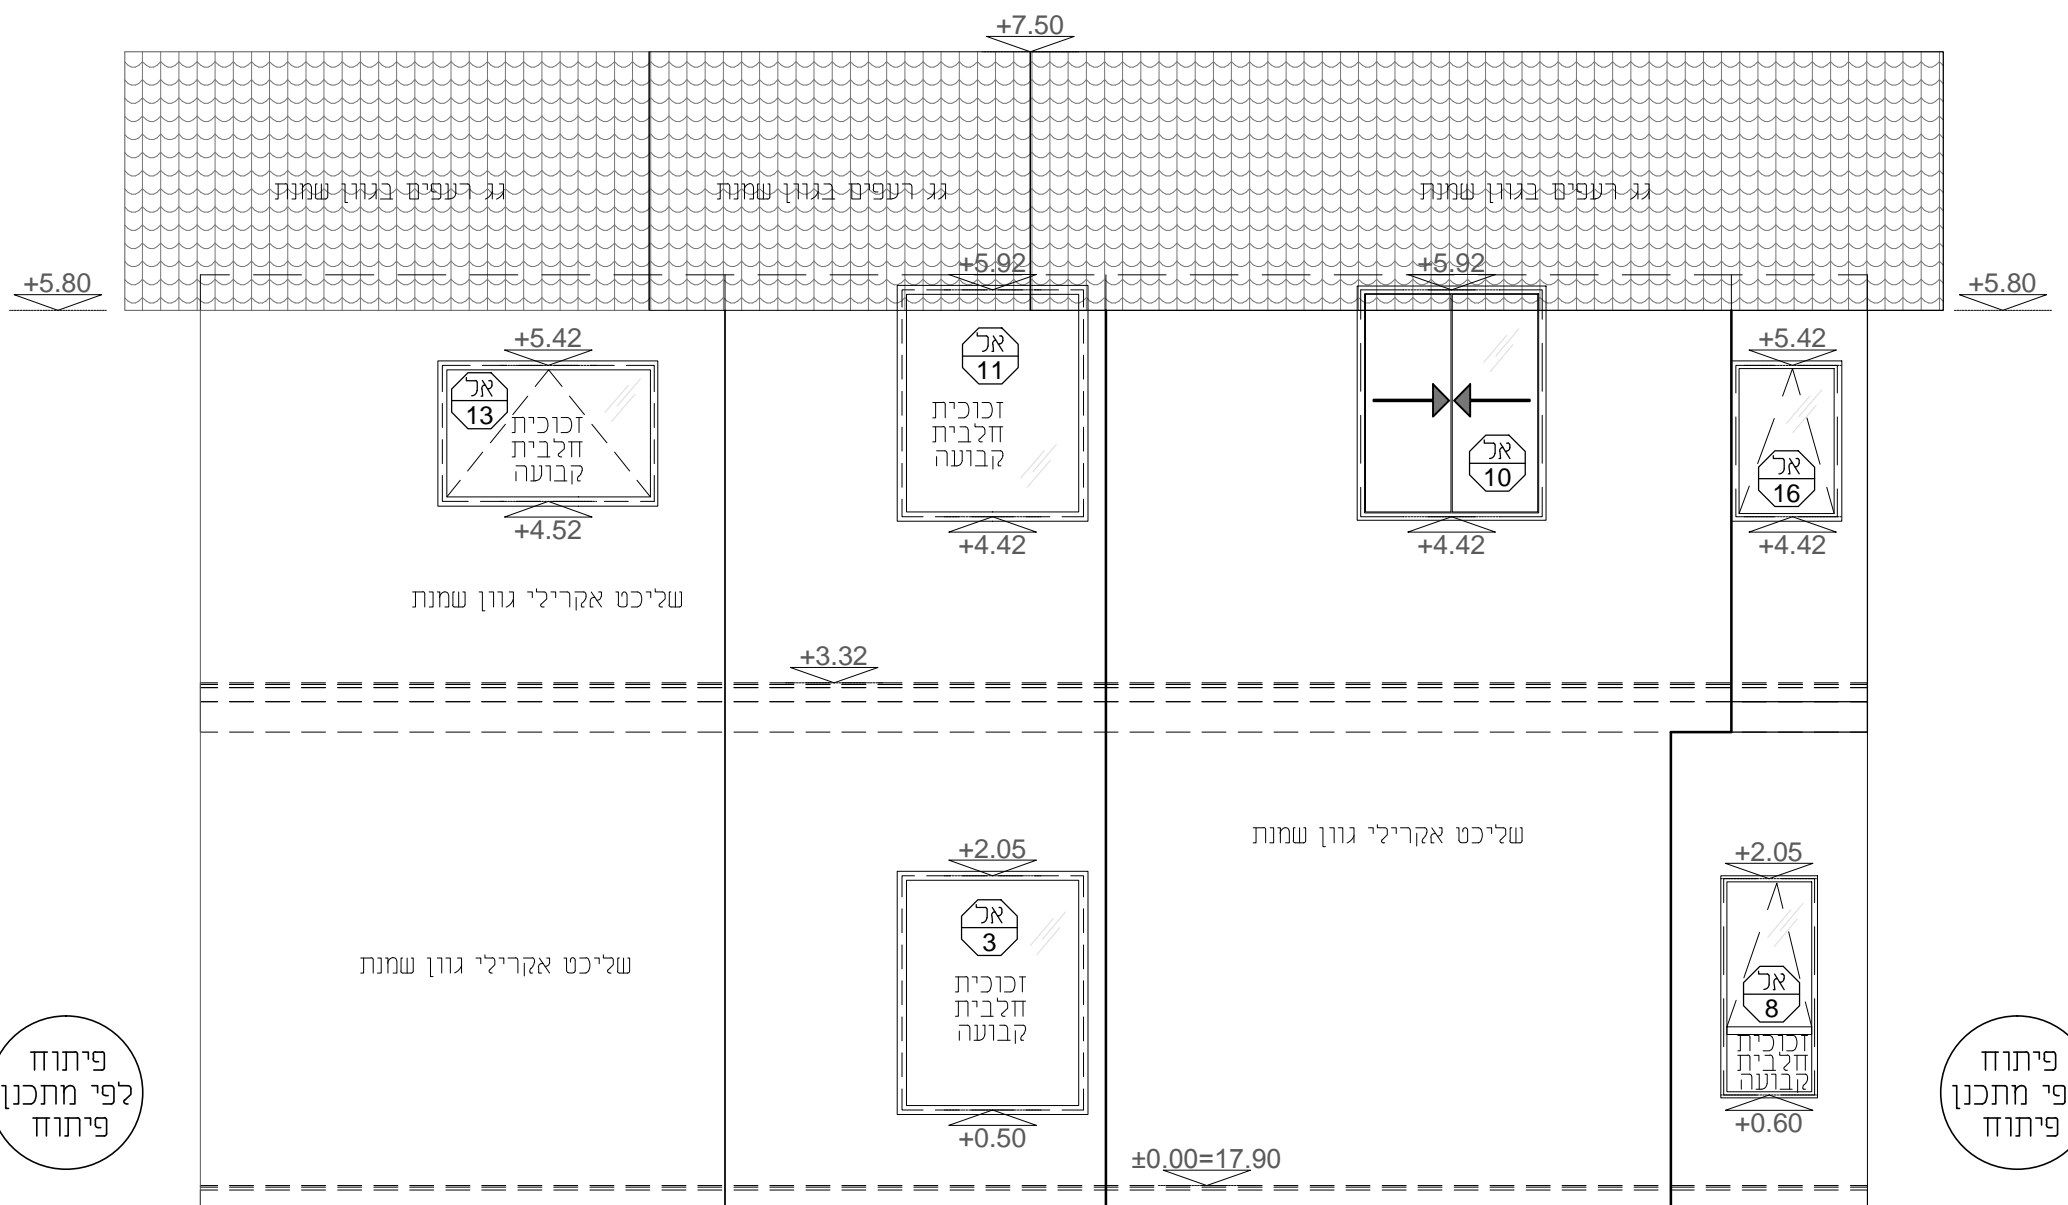 +7.50
גג רעפים בגוון שמנת
גג רעפים בגוון שמנת
גג רעפים בגוון שמנת
+5.92
+5.92
+5.80
+5.80
+5.42
+5.42
אל
11
אל
13
אל
10
אל
16
זכוכית
חלבית
קבועה
זכוכית
חלבית
קבועה
+4.52
+4.42
+4.42
+4.42
שליכט אקרילי גוון שמנת
+3.32
שליכט אקרילי גוון שמנת
+2.05
+2.05
אל
3
שליכט אקרילי גוון שמנת
זכוכית
חלבית
קבועה
אל
8
זכוכית
חלבית
קבועה
פיתוח
לפי מתכנן
פיתוח
פיתוח
פי מתכנן
פיתוח
+0.50
+0.60
±0.00=17.90